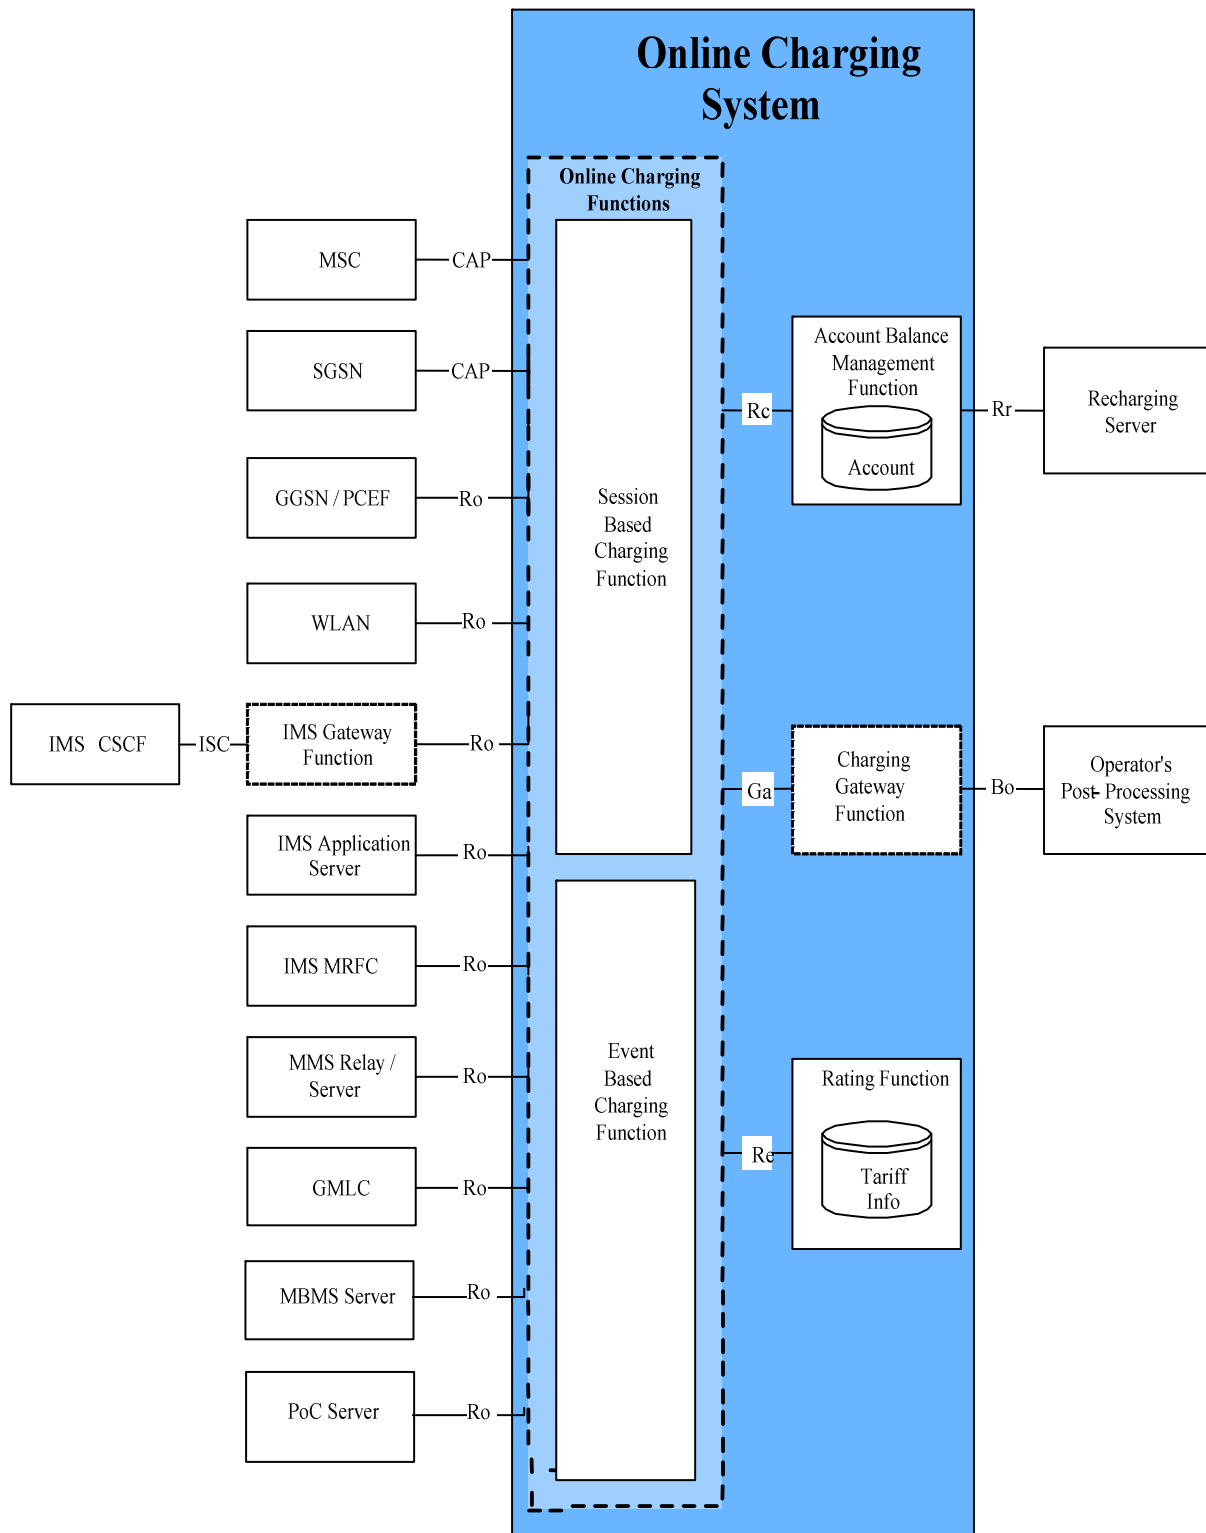 Online Charging
System
Online Charging
Functions
MSC
CAP
SGSN
CAP
GGSN / PCEF
Ro
WLAN
Ro
IMS CSCF
ISC
IMS Gateway
Function
Ro
IMS Application
Server
Ro
IMS MRFC
Ro
MMS Relay /
Server
Ro
GMLC
Ro
MBMS Server
Ro
PoC Server
Ro
Session
Based
Charging
Function
Event
Based
Charging
Function
Rc
Account Balance
Management
Function
Account
Rr
Recharging
Server
Ga
Charging
Gateway
Function
Bo
Operator's
Post- Processing
System
Re
Rating Function
Tariff
Info